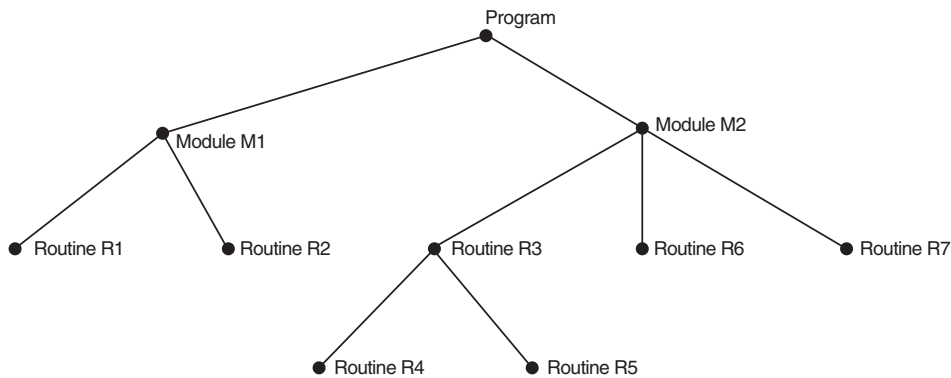 Program
Module M1
Module M2
Routine R1
Routine R2
Routine R3
Routine R6
Routine R7
Routine R4
Routine R5